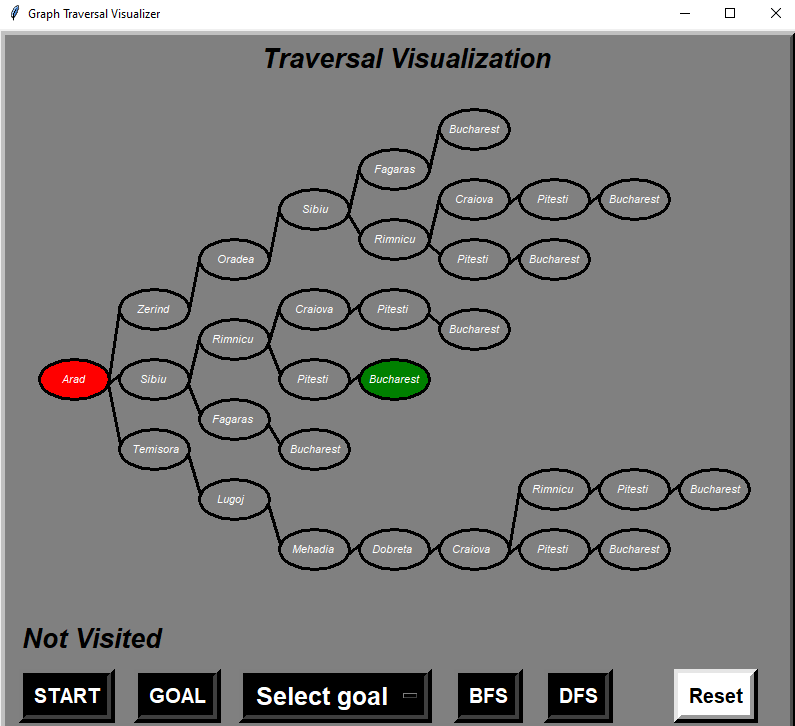 Graph Traversal Visualizer
Traversal Visualization
Bucharest
Fagaras
Craiova Pitesti Bucharest
Sibiu
Rimnicu
Oradea Pitesti Bucharest
Zerind Craiova Pitesti
Bucharest
Rimnicu
Arad Sibiu Pitesti Bucharest
Fagaras
Temisora Bucharest
Rimnicu Pitesti Bucharest
Lugoj
Mehadia Dobreta Craiova Pitesti Bucharest
Not Visited
START GOAL Select goal BFS DFS Reset